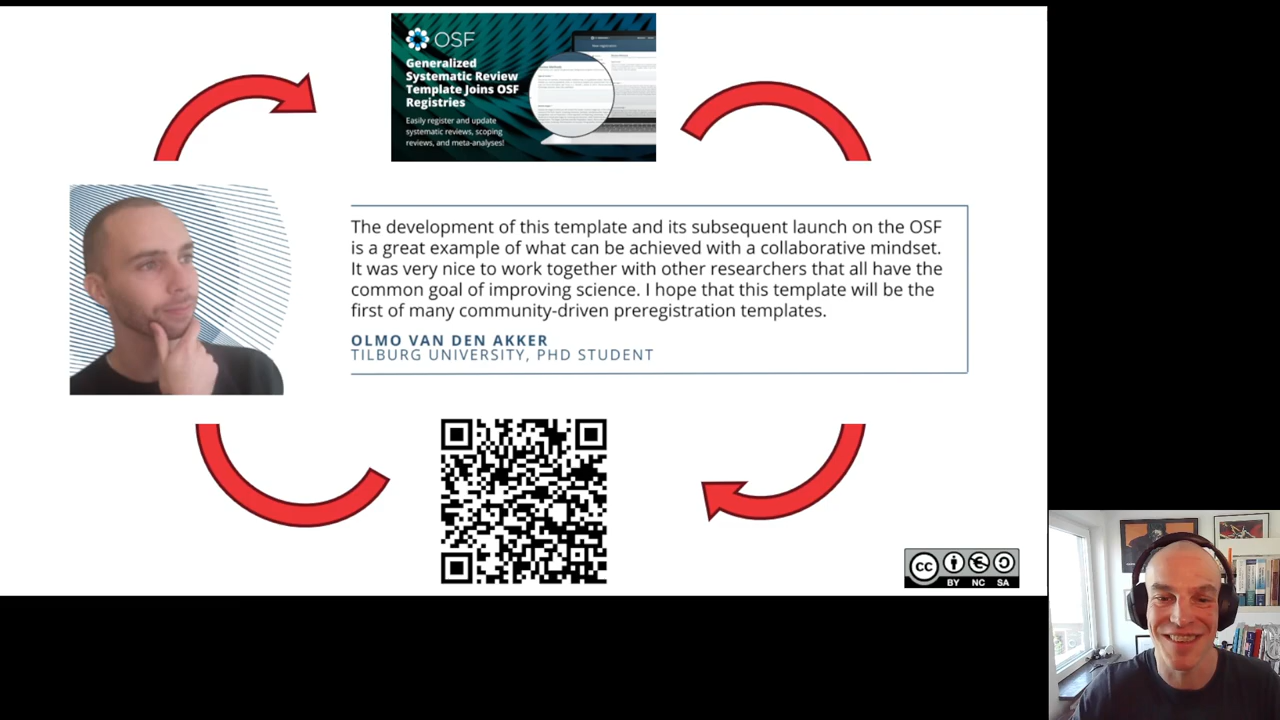 OSF
Generalized
Systematic Review
Template Joins OSF
Registries
Easily register and update
systematic reviews, scoping
reviews, and meta-analyses!
The development of this template and its subsequent launch on the OSF
is a great example of what can be achieved with a collaborative mindset.
It was very nice to work together with other researchers that all have the
common goal of improving science. I hope that this template will be the
first of many community-driven preregistration templates.
OLMO VAN DEN AKKER
TILBURG UNIVERSITY, PHD STUDENT
CC
BY NC SA